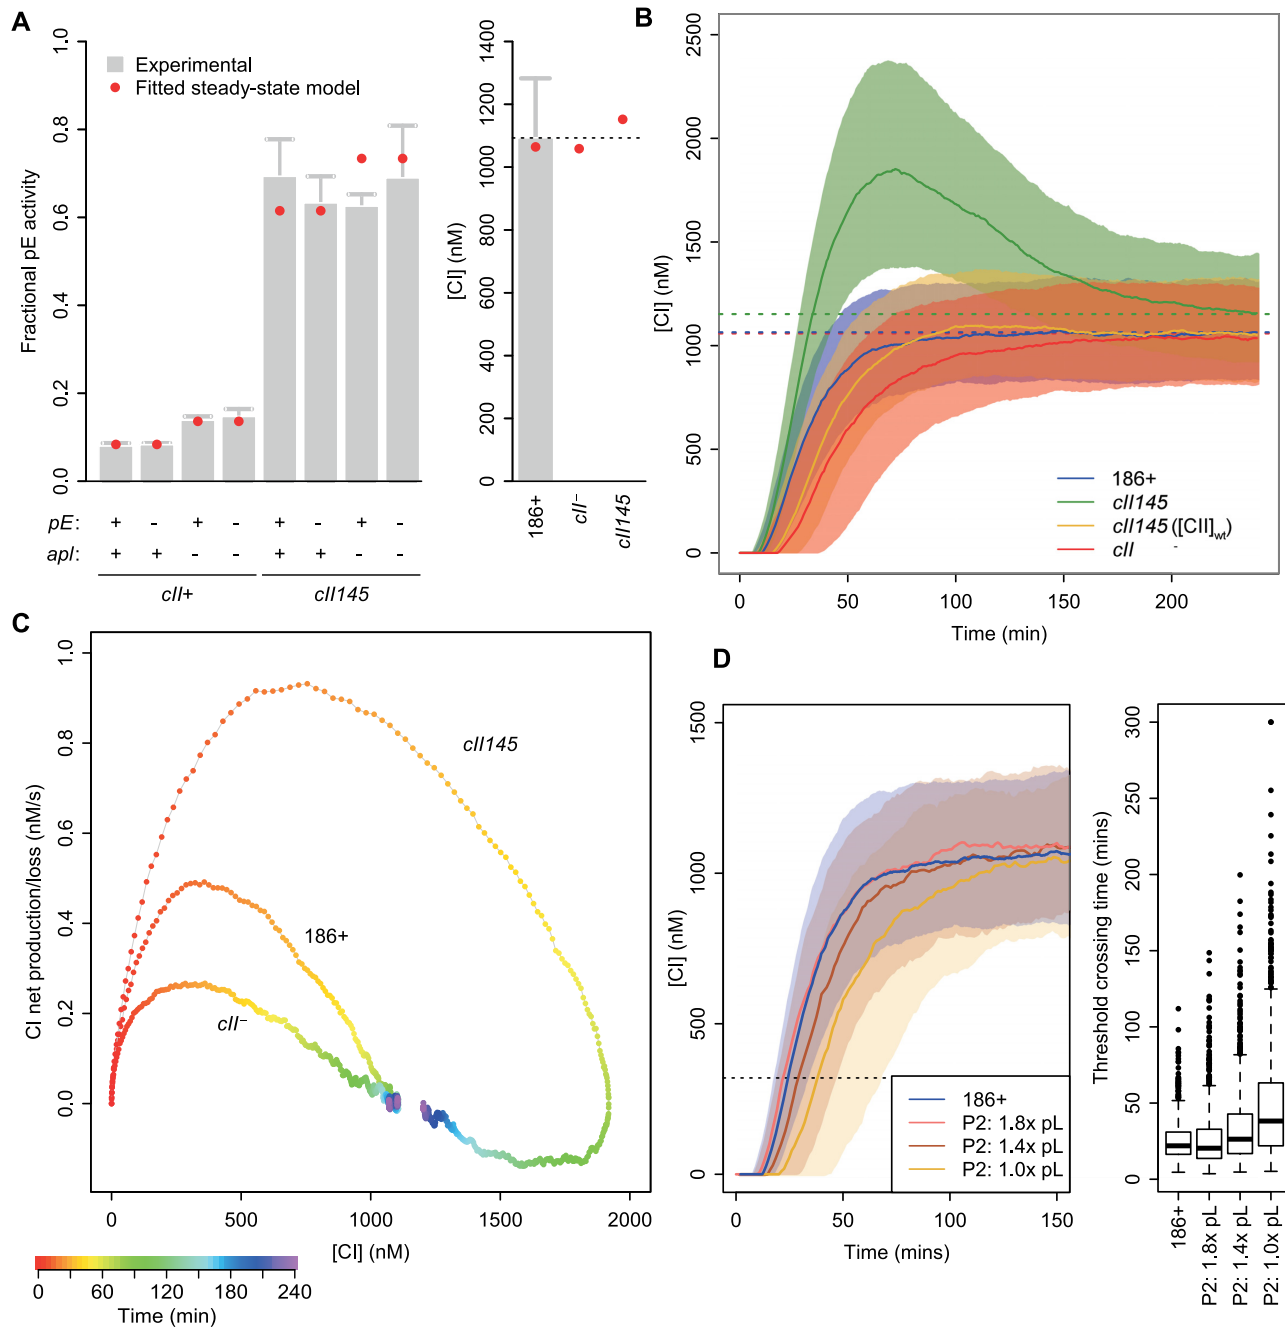 A
Experimental
Fitted steady-state model
Fractional pE activity
0.0 0.2 0.4 0.6 0.8 1.0
pE: + - + - + - + -
apl: + + - - + + - -
cII+ cII145
[CI] (nM)
0 200 400 600 800 1000 1200 1400
186+ cII⁻ cII145
B
[CI] (nM)
0 500 1000 1500 2000 2500
186+
cII145
cII145 ([CII]wt)
cII -
0 50 100 150 200
Time (min)
C
CI net production/loss (nM/s)
0.0 0.2 0.4 0.6 0.8 1.0
cII145
186+
cII⁻
0 500 1000 1500 2000
[CI] (nM)
0 60 120 180 240
Time (min)
D
[CI] (nM)
0 500 1000 1500
186+
P2: 1.8x pL
P2: 1.4x pL
P2: 1.0x pL
0 50 100 150
Time (mins)
Threshold crossing time (mins)
0 50 100 150 200 250 300
186+
P2: 1.8x pL
P2: 1.4x pL
P2: 1.0x pL